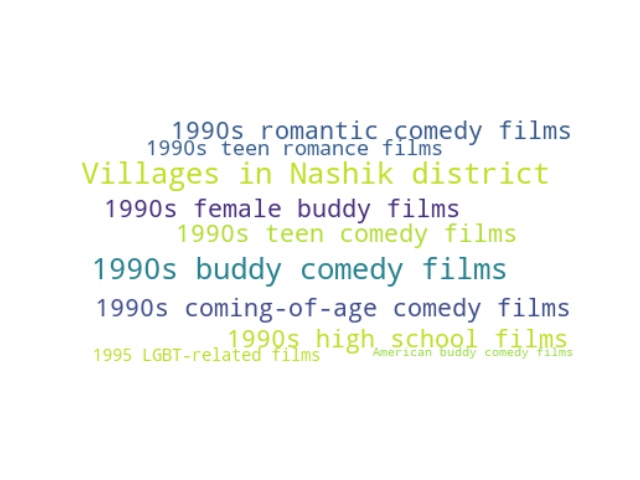 1990s romantic comedy films
1990s teen romance films
Villages in Nashik district
1990s female buddy films
1990s teen comedy films
1990s buddy comedy films
1990s coming-of-age comedy films
1990s high school films
1995 LGBT-related films
American buddy comedy films